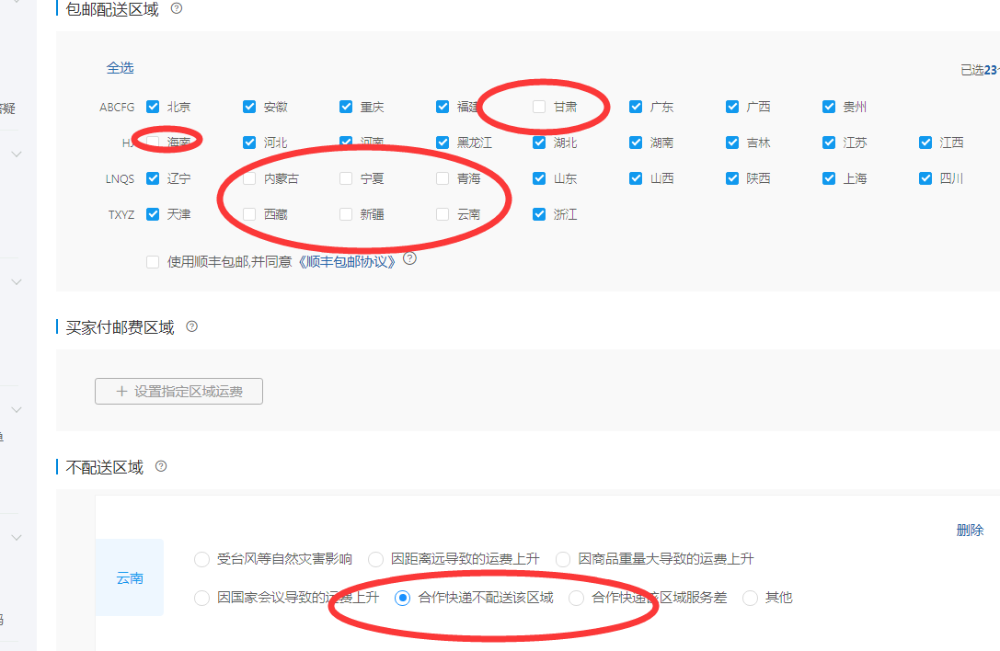 包邮配送区域
全选
已选23
ABCFG 北京 安徽 重庆 福建 甘肃 广东 广西 贵州
HJ 海南 河北 河南 黑龙江 湖北 湖南 吉林 江苏 江西
LNQS 辽宁 内蒙古 宁夏 青海 山东 山西 陕西 上海 四川
TXYZ 天津 西藏 新疆 云南 浙江
使用顺丰包邮,并同意《顺丰包邮协议》
买家付邮费区域
+ 设置指定区域运费
不配送区域
删除
云南
受台风等自然灾害影响 因距离远导致的运费上升 因商品重量大导致的运费上升
因国家会议导致的运费上升 合作快递不配送该区域 合作快递该区域服务差 其他